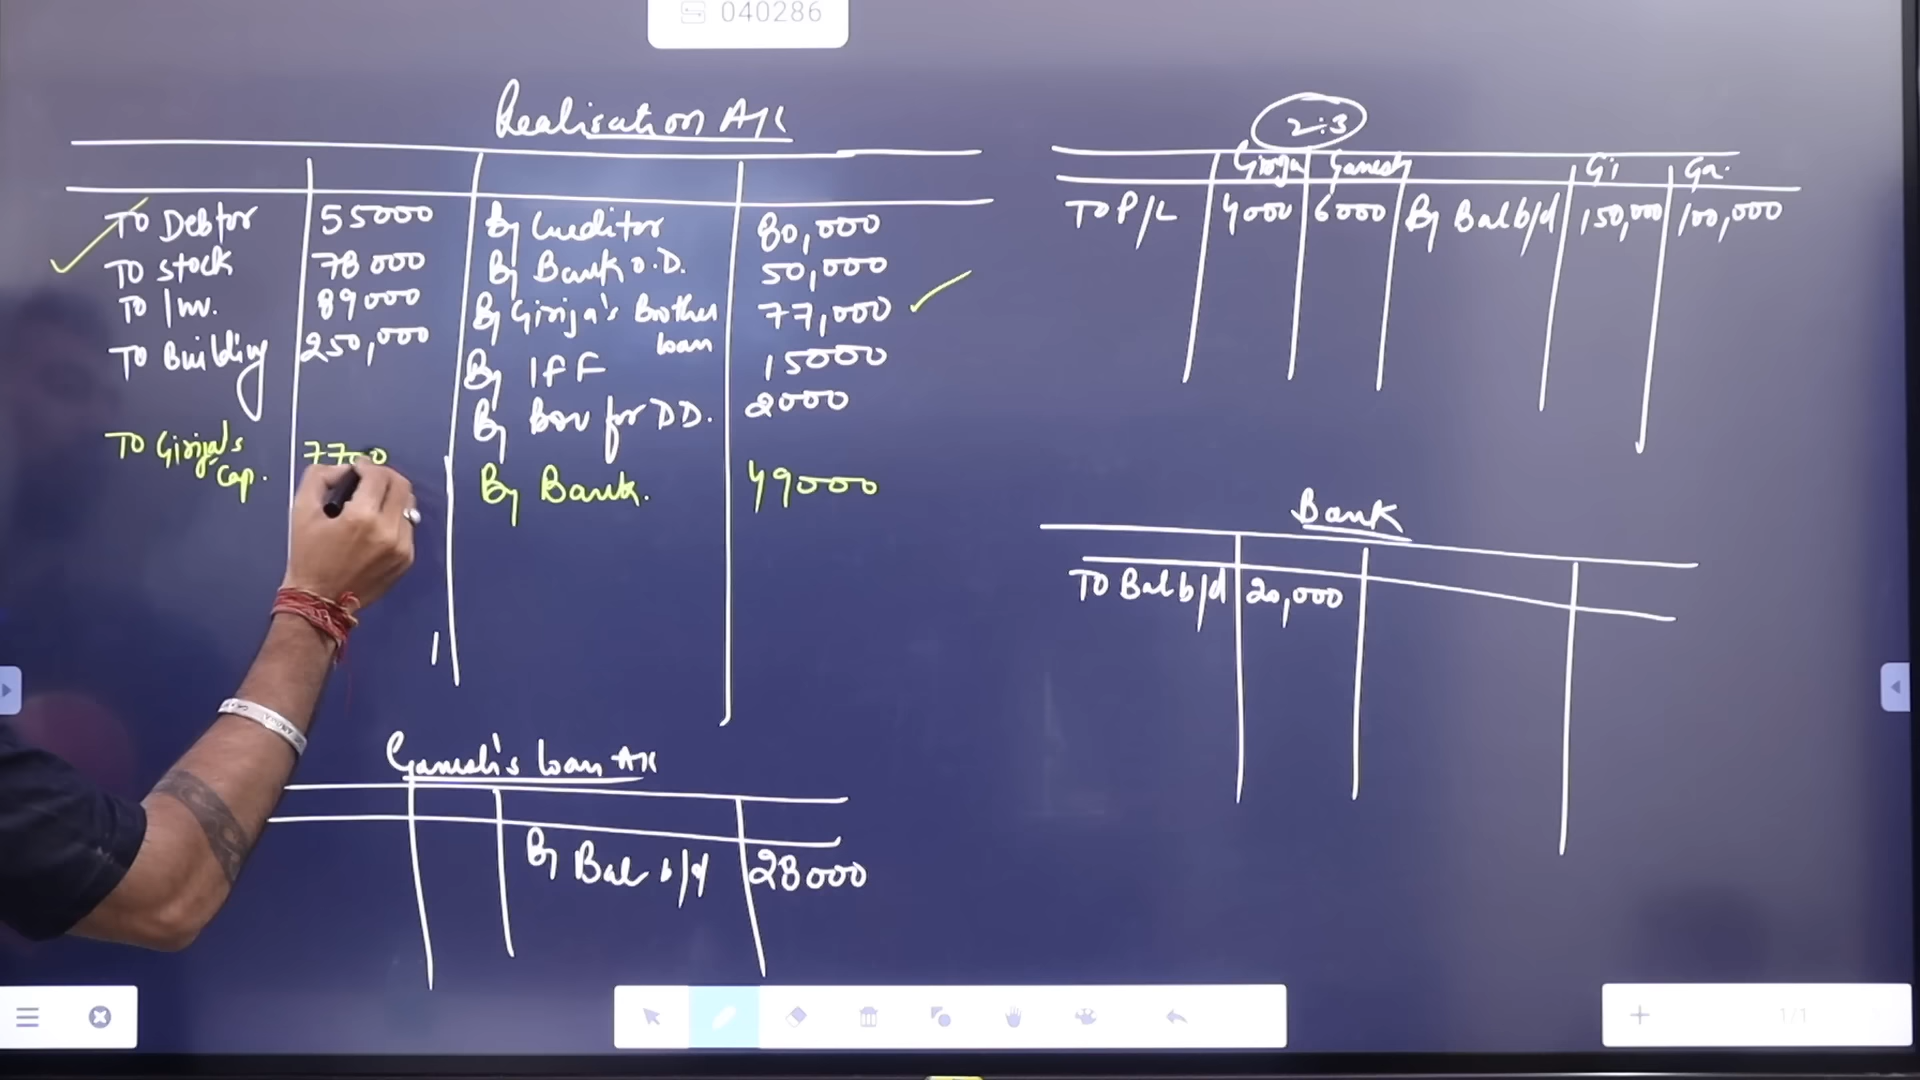 040286
Realisation A/c
To Debtor 55000 By Creditor 80,000
To Stock 78000 By Bank O.D. 50,000
To Inv. 89000 By Girija's Brother loan 77,000
To Building 250,000 By IFF 15000
By for DD. 2000
To Girija's Cap. 7700 By Bank. 49000
2:3
Girija Ganesh Gi Ga.
To P/L 4000 6000 By Bal b/d 150,000 100,000
Bank
To Bal b/d 20,000
Ganesh's loan A/c
By Bal b/d 28000
1/1